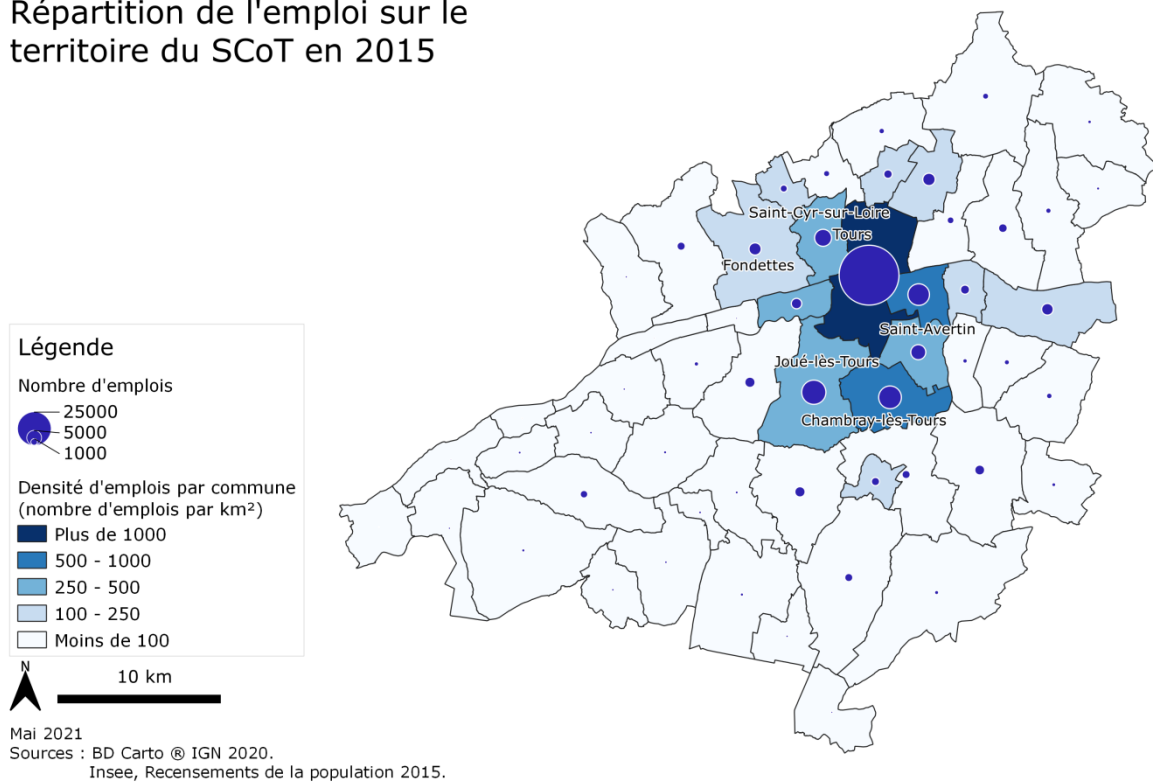 Répartition de l'emploi sur le
territoire du SCoT en 2015
Saint-Cyr-sur-Loire
Tours
Fondettes
Saint-Avertin
Joué-lès-Tours
Chambray-lès-Tours
Légende
Nombre d'emplois
25000
5000
1000
Densité d'emplois par commune
(nombre d'emplois par km²)
Plus de 1000
500 - 1000
250 - 500
100 - 250
Moins de 100
N
10 km
Mai 2021
Sources : BD Carto ® IGN 2020.
Insee, Recensements de la population 2015.